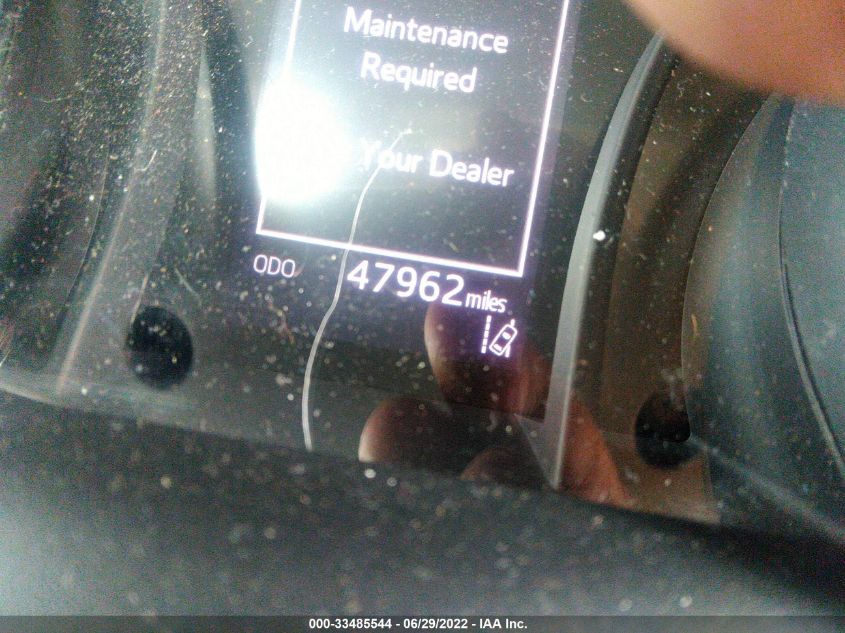 Maintenance
Required
Your Dealer
ODO 47962 miles
000-33485544 - 06/29/2022 - IAA Inc.